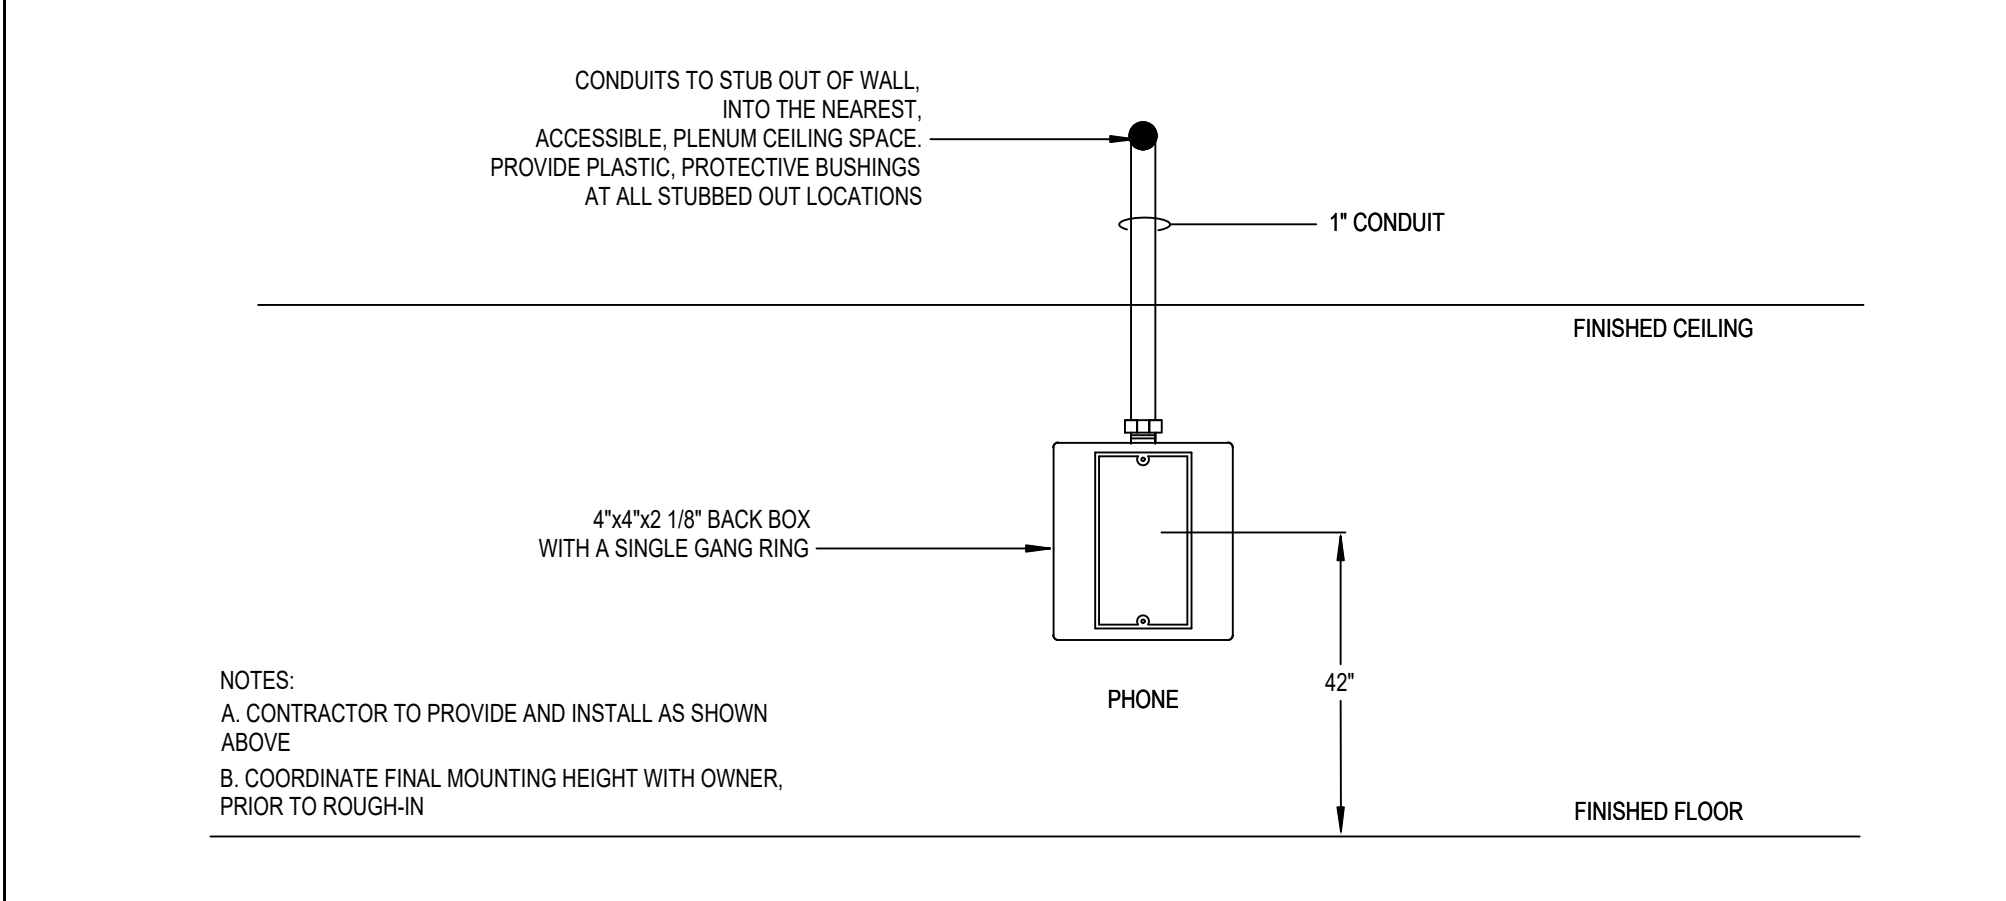 CONDUITS TO STUB OUT OF WALL,
INTO THE NEAREST,
ACCESSIBLE, PLENUM CEILING SPACE.
PROVIDE PLASTIC, PROTECTIVE BUSHINGS
AT ALL STUBBED OUT LOCATIONS
1" CONDUIT
FINISHED CEILING
4"x4"x2 1/8" BACK BOX
WITH A SINGLE GANG RING
PHONE
42"
NOTES:
A. CONTRACTOR TO PROVIDE AND INSTALL AS SHOWN
ABOVE
B. COORDINATE FINAL MOUNTING HEIGHT WITH OWNER,
PRIOR TO ROUGH-IN
FINISHED FLOOR